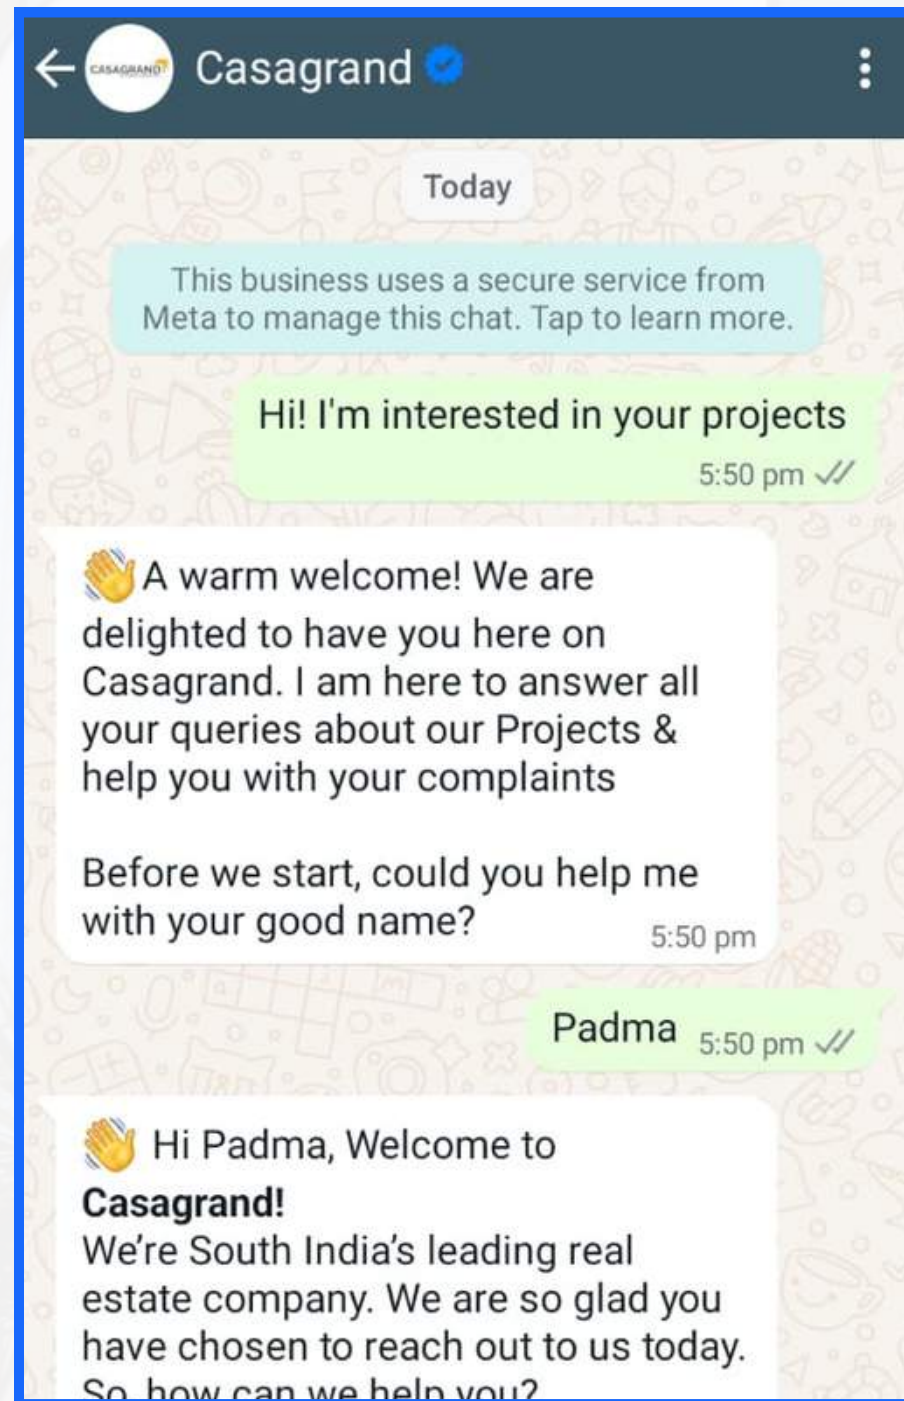 CASAGRAND
Casagrand
Today
This business uses a secure service from
Meta to manage this chat. Tap to learn more.
Hi! I'm interested in your projects
5:50 pm
👋A warm welcome! We are
delighted to have you here on
Casagrand. I am here to answer all
your queries about our Projects &
help you with your complaints
Before we start, could you help me
with your good name?
5:50 pm
Padma 5:50 pm
👋 Hi Padma, Welcome to
Casagrand!
We're South India's leading real
estate company. We are so glad you
have chosen to reach out to us today.
So, how can we help you?